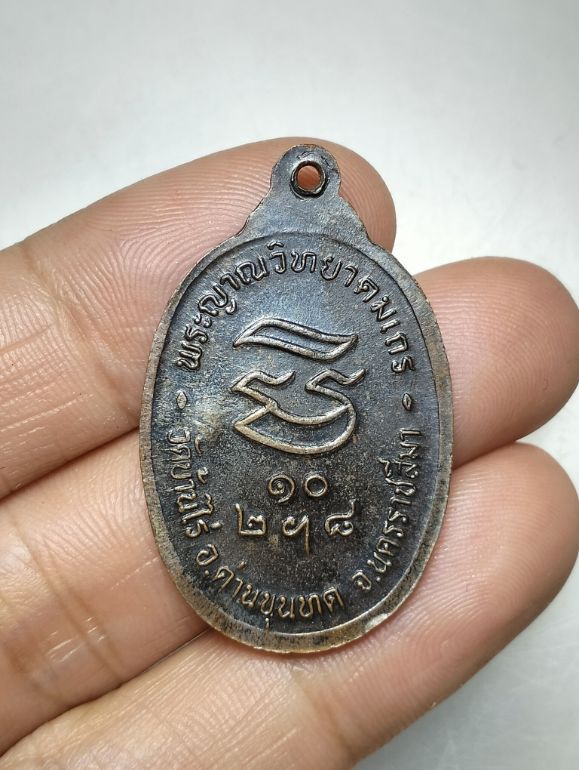 พระญาณวิทยาคมเถร
๑๐
๒ ๘
วัดบ้านไร่ อ.ด่านขุนทด จ.นครราชสีมา